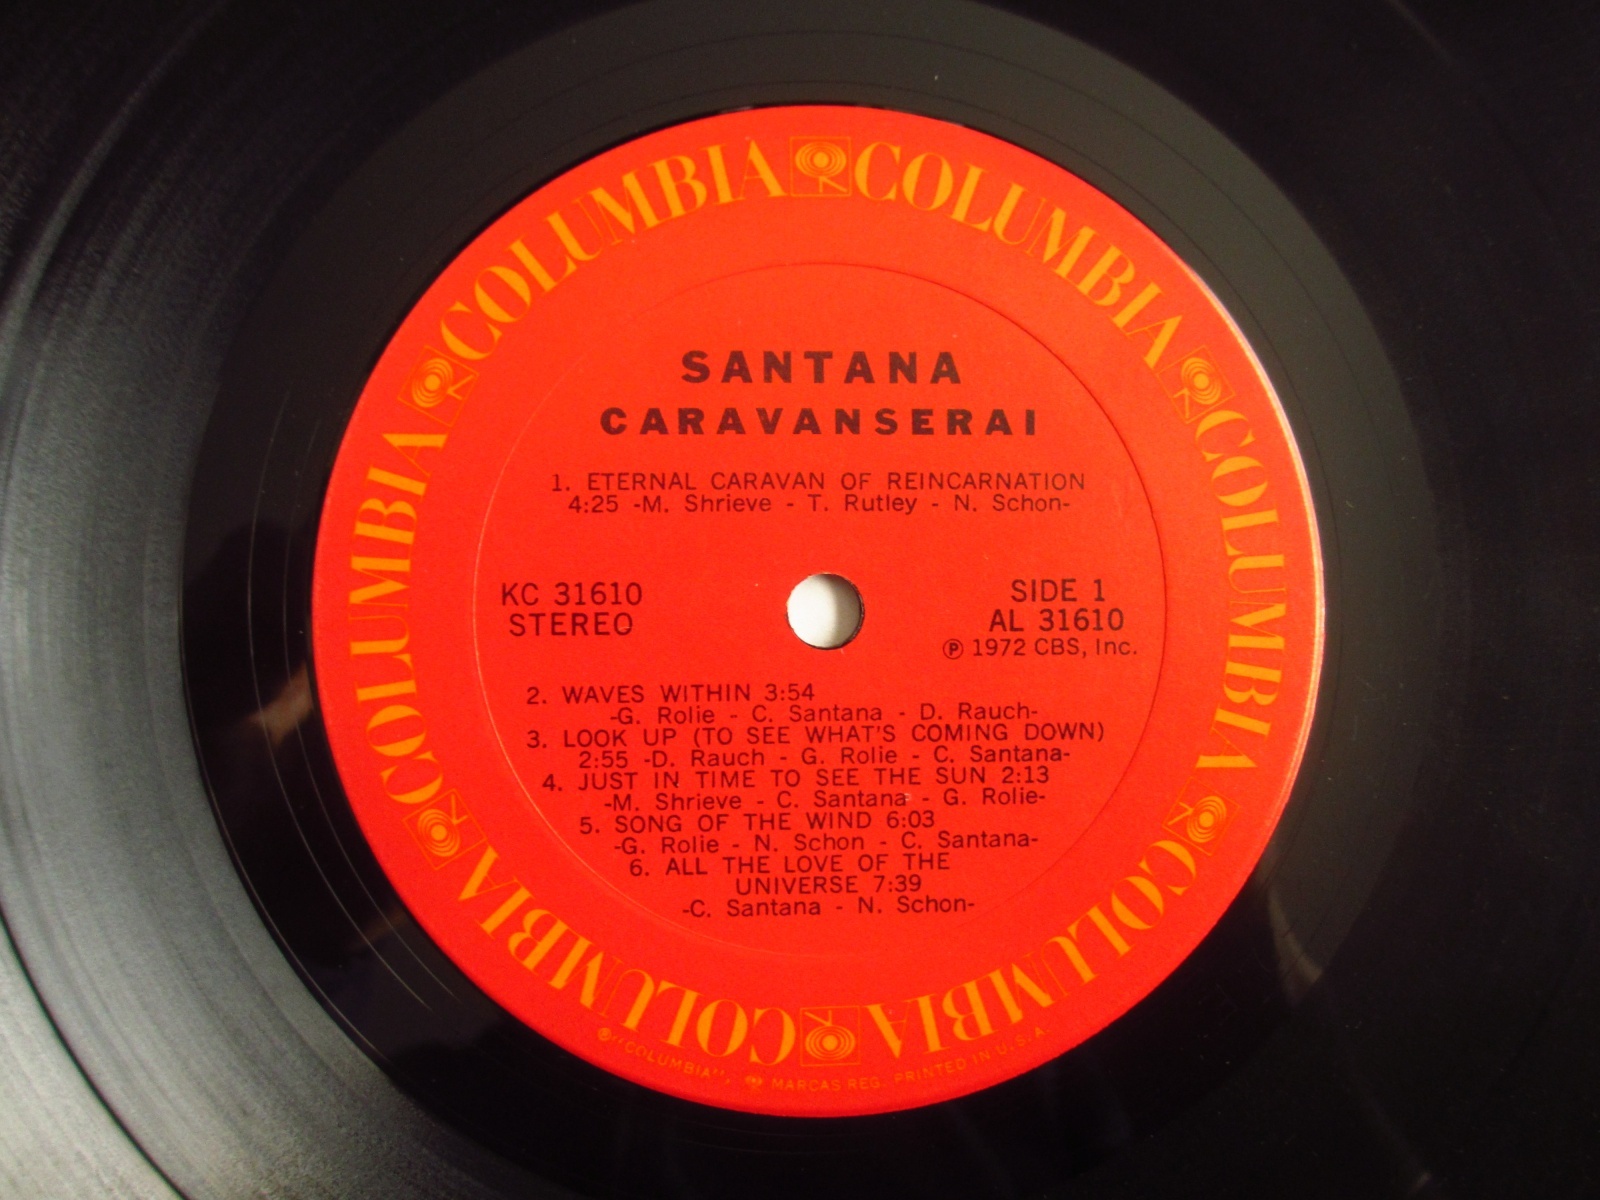 COLUMBIA COLUMBIA COLUMBIA COLUMBIA COLUMBIA COLUMBIA
SANTANA
CARAVANSERAI
1. ETERNAL CARAVAN OF REINCARNATION
4:25 -M. Shrieve - T. Rutley - N. Schon-
KC 31610
STEREO
SIDE 1
AL 31610
℗ 1972 CBS, Inc.
2. WAVES WITHIN 3:54
-G. Rolie - C. Santana - D. Rauch-
3. LOOK UP (TO SEE WHAT'S COMING DOWN)
2:55 -D. Rauch - G. Rolie - C. Santana-
4. JUST IN TIME TO SEE THE SUN 2:13
-M. Shrieve - C. Santana - G. Rolie-
5. SONG OF THE WIND 6:03
-G. Rolie - N. Schon - C. Santana-
6. ALL THE LOVE OF THE
UNIVERSE 7:39
-C. Santana - N. Schon-
® "COLUMBIA", MARCAS REG. PRINTED IN U.S.A.